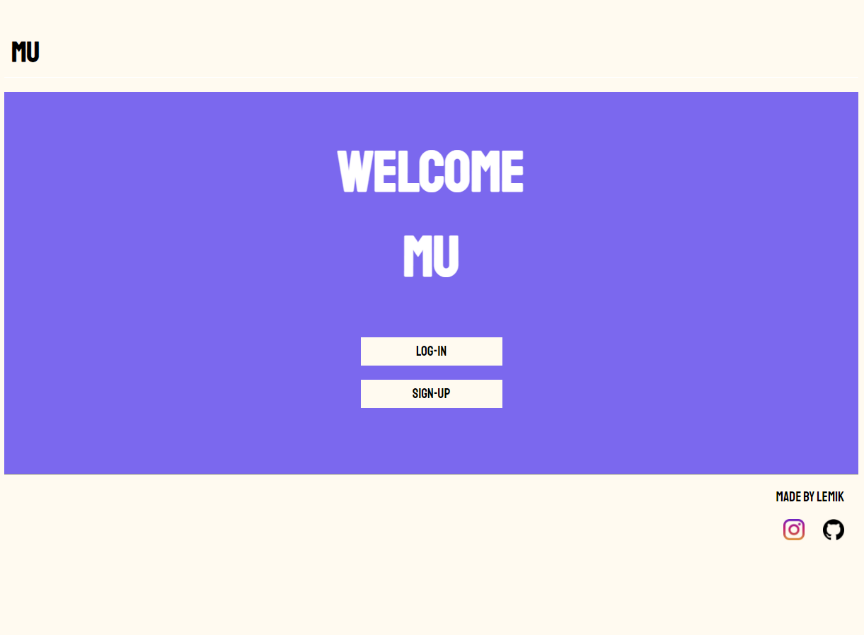 MU
WELCOME
MU
LOG-IN
SIGN-UP
MADE BY LEMIK